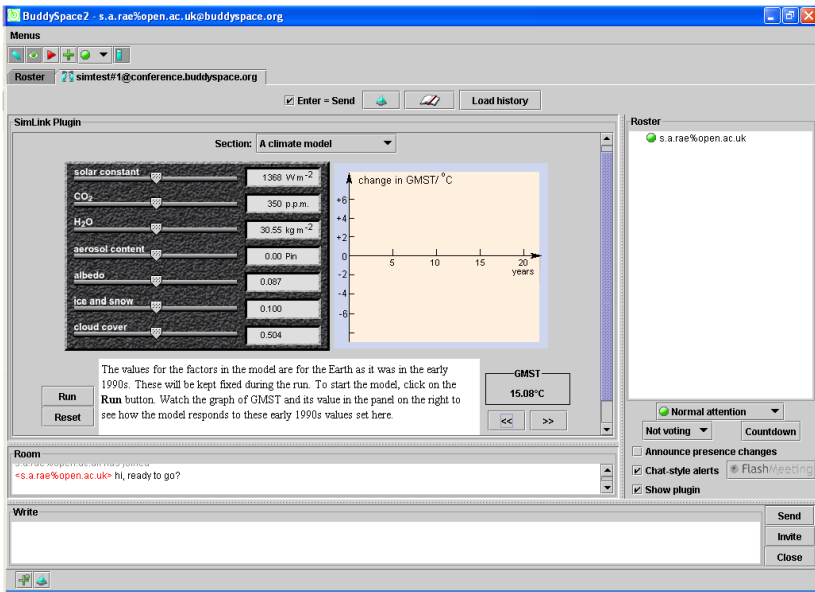 BuddySpace2 - s.a.rae%open.ac.uk@buddyspace.org
Menus
Roster
simtest#1@conference.buddyspace.org
Enter = Send
Load history
SimLink Plugin
Section: A climate model
solar constant 1368 Wm-2
CO2 350 p.p.m.
H2O 30.55 kg m-2
aerosol content 0.00 Pin
albedo 0.087
ice and snow 0.100
cloud cover 0.504
change in GMST/ °C
+6
+4
+2
0
-2
-4
-6
5 10 15 20
years
Run
Reset
The values for the factors in the model are for the Earth as it was in the early
1990s. These will be kept fixed during the run. To start the model, click on the
Run button. Watch the graph of GMST and its value in the panel on the right to
see how the model responds to these early 1990s values set here.
GMST
15.08°C
<< >>
Roster
s.a.rae%open.ac.uk
Normal attention
Not voting
Countdown
Announce presence changes
Chat-style alerts
FlashMeeting
Show plugin
Room
s.a.rae%open.ac.uk has joined
<s.a.rae%open.ac.uk> hi, ready to go?
Write
Send
Invite
Close